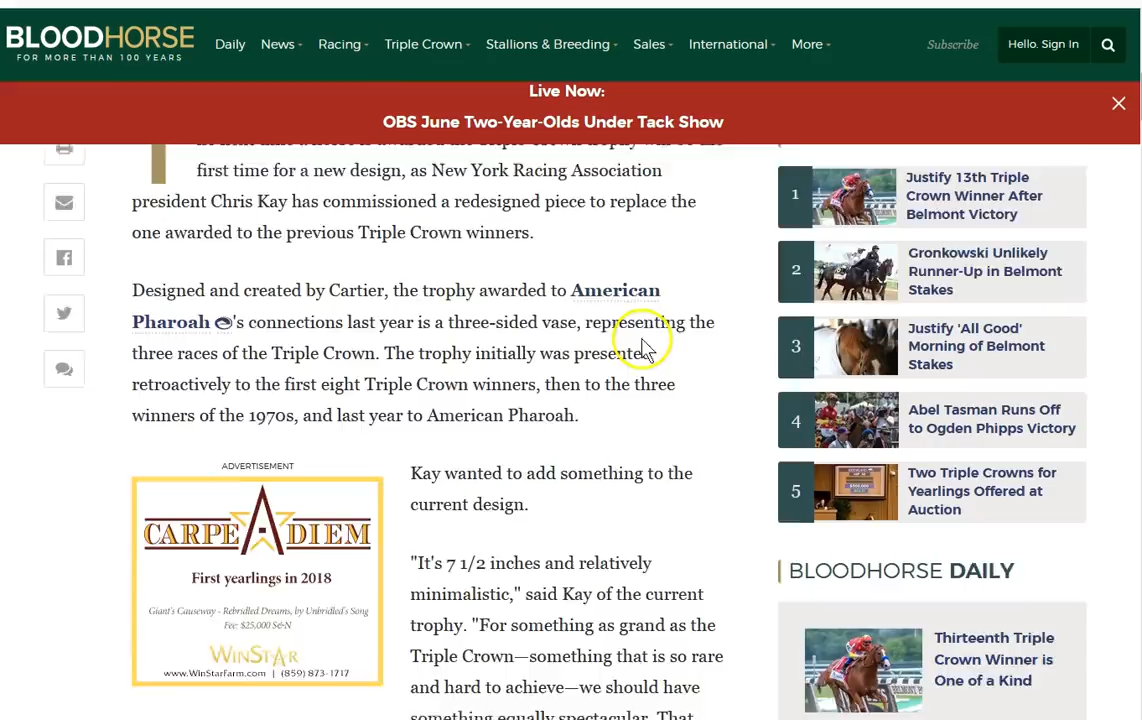 BLOODHORSE
FOR MORE THAN 100 YEARS
Daily News Racing Triple Crown Stallions & Breeding Sales International More
Subscribe
Hello. Sign In
Live Now:
OBS June Two-Year-Olds Under Tack Show
first time for a new design, as New York Racing Association
president Chris Kay has commissioned a redesigned piece to replace the
one awarded to the previous Triple Crown winners.
Designed and created by Cartier, the trophy awarded to American
Pharoah 's connections last year is a three-sided vase, representing the
three races of the Triple Crown. The trophy initially was presented
retroactively to the first eight Triple Crown winners, then to the three
winners of the 1970s, and last year to American Pharoah.
ADVERTISEMENT
CARPE A DIEM
First yearlings in 2018
Giant's Causeway - Rebridled Dreams, by Unbridled's Song
Fee: $25,000 S&N
WINSTAR
www.WinStarFarm.com | (859) 873-1717
Kay wanted to add something to the
current design.
"It's 7 1/2 inches and relatively
minimalistic," said Kay of the current
trophy. "For something as grand as the
Triple Crown—something that is so rare
and hard to achieve—we should have
something equally spectacular. That
1
Justify 13th Triple
Crown Winner After
Belmont Victory
2
Gronkowski Unlikely
Runner-Up in Belmont
Stakes
3
Justify 'All Good'
Morning of Belmont
Stakes
4
Abel Tasman Runs Off
to Ogden Phipps Victory
5
Two Triple Crowns for
Yearlings Offered at
Auction
BLOODHORSE DAILY
Thirteenth Triple
Crown Winner is
One of a Kind